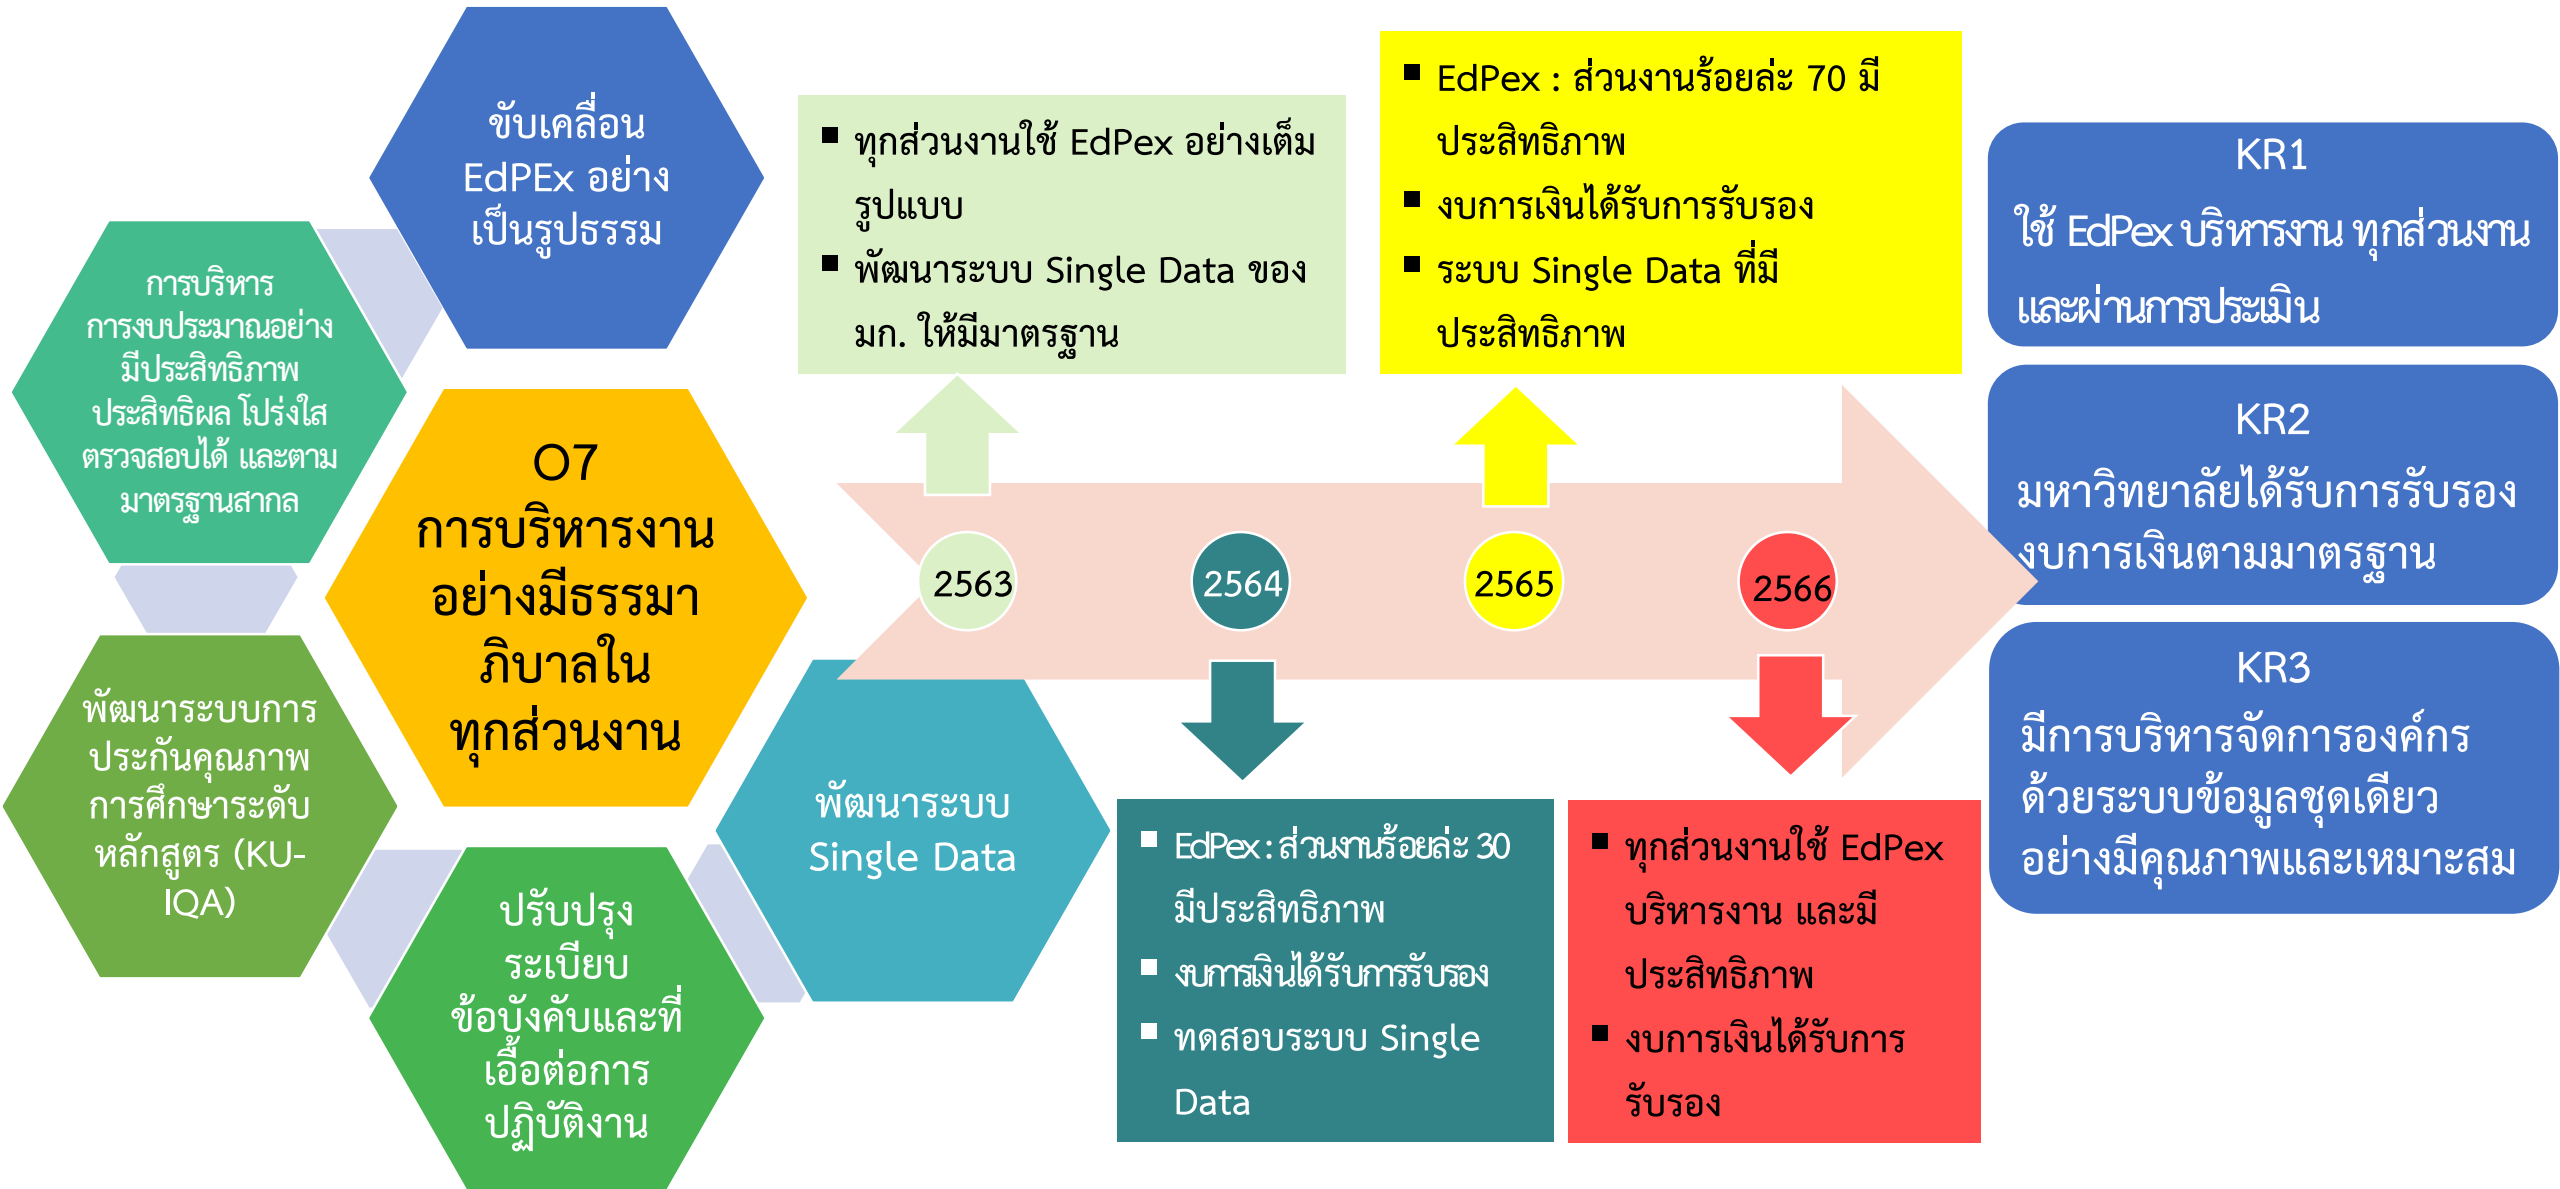 ขับเคลื่อน
EdPEx อย่าง
เป็นรูปธรรม
การบริหาร
การงบประมาณอย่าง
มีประสิทธิภาพ
ประสิทธิผล โปร่งใส
ตรวจสอบได้ และตาม
มาตรฐานสากล
O7
การบริหารงาน
อย่างมีธรรมา
ภิบาลใน
ทุกส่วนงาน
พัฒนาระบบการ
ประกันคุณภาพ
การศึกษาระดับ
หลักสูตร (KU-
IQA)
ปรับปรุง
ระเบียบ
ข้อบังคับและที่
เอื้อต่อการ
ปฏิบัติงาน
พัฒนาระบบ
Single Data
▪ ทุกส่วนงานใช้ EdPex อย่างเต็ม
รูปแบบ
▪ พัฒนาระบบ Single Data ของ
มก. ให้มีมาตรฐาน
▪ EdPex : ส่วนงานร้อยล่ะ 70 มี
ประสิทธิภาพ
▪ งบการเงินได้รับการรับรอง
▪ ระบบ Single Data ที่มี
ประสิทธิภาพ
2563
2564
2565
2566
▪ EdPex : ส่วนงานร้อยล่ะ 30
มีประสิทธิภาพ
▪ งบการเงินได้รับการรับรอง
▪ ทดสอบระบบ Single
Data
▪ ทุกส่วนงานใช้ EdPex
บริหารงาน และมี
ประสิทธิภาพ
▪ งบการเงินได้รับการ
รับรอง
KR1
ใช้ EdPex บริหารงาน ทุกส่วนงาน
และผ่านการประเมิน
KR2
มหาวิทยาลัยได้รับการรับรอง
งบการเงินตามมาตรฐาน
KR3
มีการบริหารจัดการองค์กร
ด้วยระบบข้อมูลชุดเดียว
อย่างมีคุณภาพและเหมาะสม